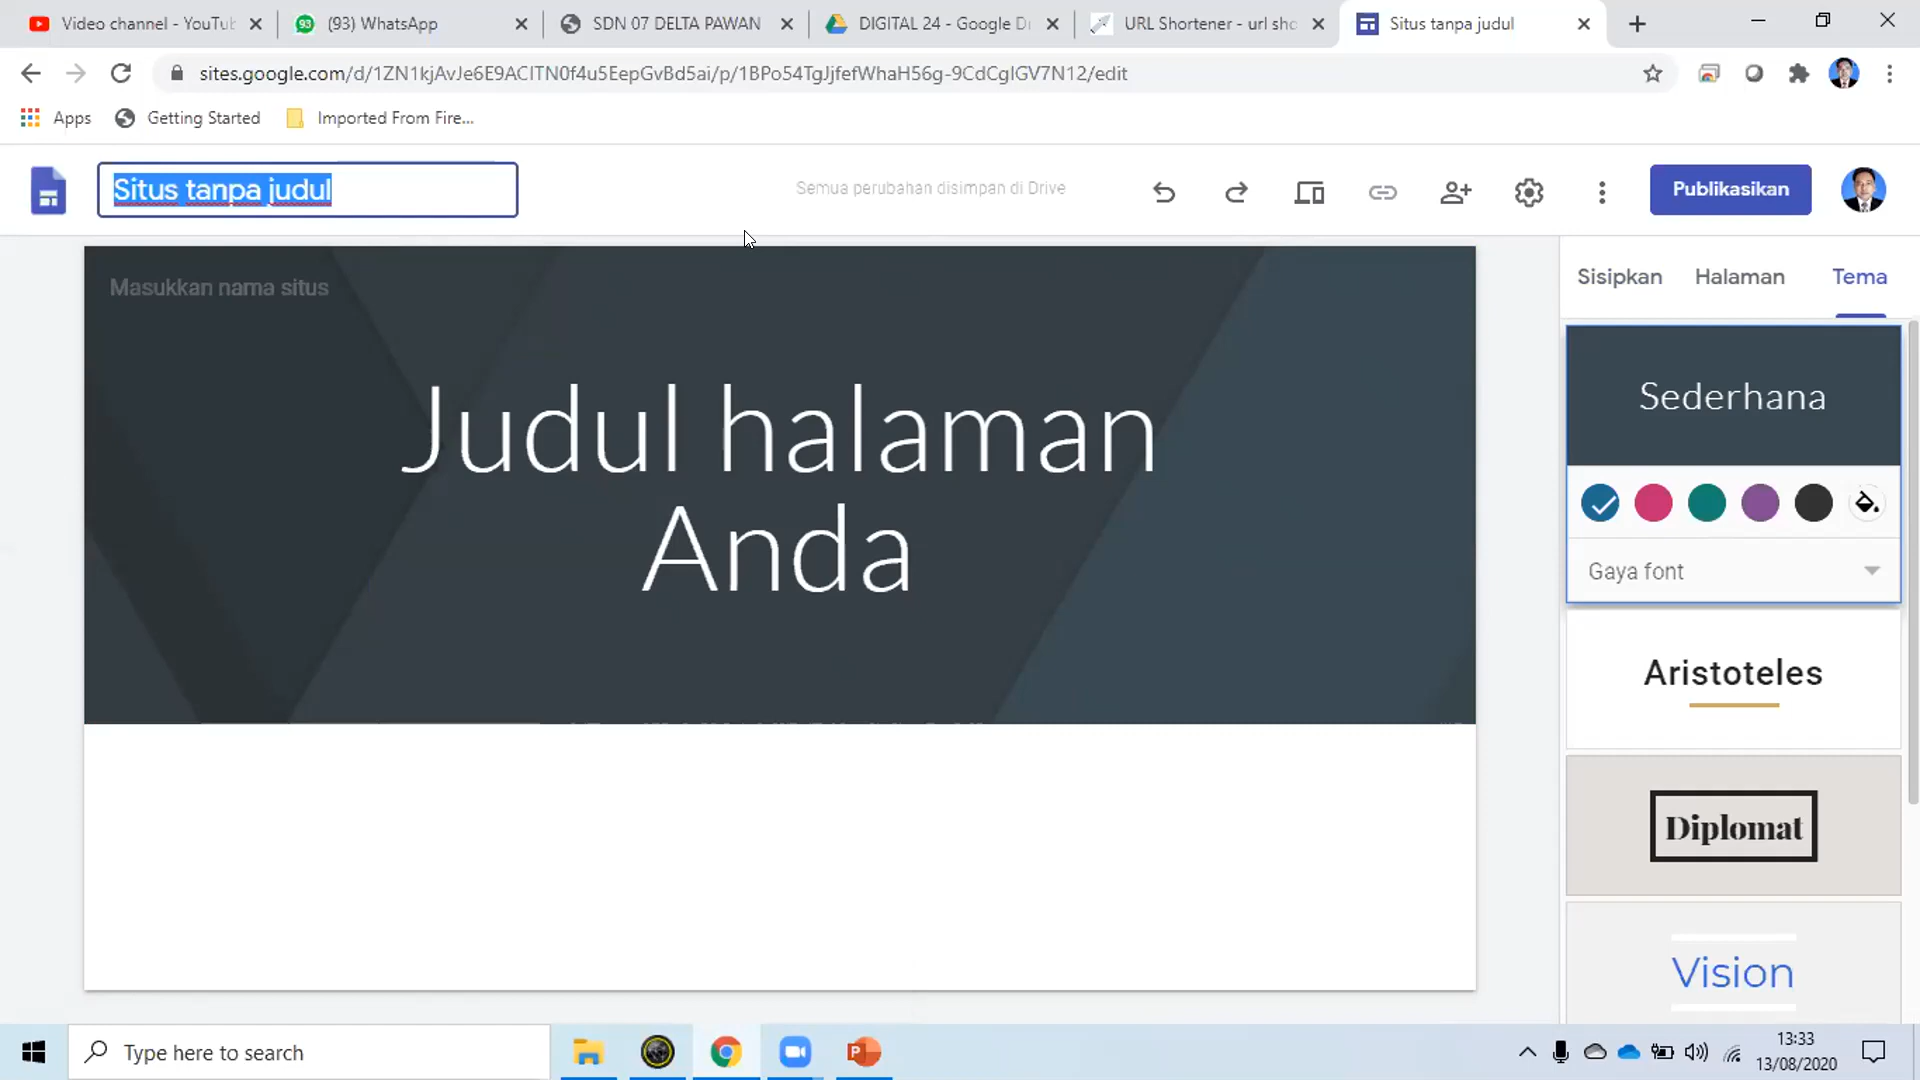 Video channel - YouTub
(93) WhatsApp
SDN 07 DELTA PAWAN
DIGITAL 24 - Google D
URL Shortener - url sho
Situs tanpa judul
sites.google.com/d/1ZN1kjAvJe6E9ACITN0f4u5EepGvBd5ai/p/1BPo54TgJjfefWhaH56g-9CdCgIGV7N12/edit
Apps
Getting Started
Imported From Fire...
Situs tanpa judul
Semua perubahan disimpan di Drive
Publikasikan
Masukkan nama situs
Judul halaman
Anda
Sisipkan
Halaman
Tema
Sederhana
Gaya font
Aristoteles
Diplomat
Vision
Type here to search
13:33
13/08/2020